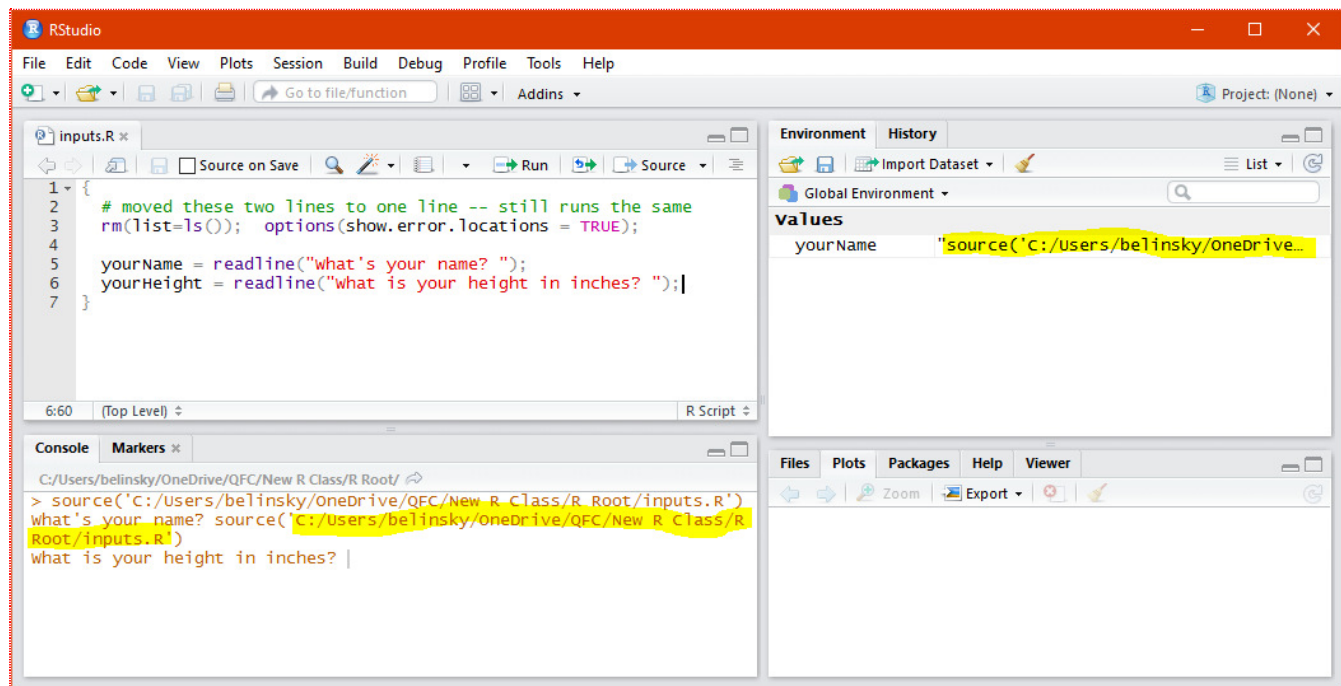 RStudio
File Edit Code View Plots Session Build Debug Profile Tools Help
Go to file/function Addins Project: (None)
inputs.R
Source on Save Run Source
1 {
2 # moved these two lines to one line -- still runs the same
3 rm(list=ls()); options(show.error.locations = TRUE);
4
5 yourName = readline("What's your name? ");
6 yourHeight = readline("What is your height in inches? ");
7 }
6:60 (Top Level) R Script
Console Markers
C:/Users/belinsky/OneDrive/QFC/New R Class/R Root/
> source('C:/Users/belinsky/OneDrive/QFC/New R Class/R Root/inputs.R')
What's your name? source('C:/Users/belinsky/OneDrive/QFC/New R Class/R
Root/inputs.R')
What is your height in inches?
Environment History
Import Dataset List
Global Environment
Values
yourName "source('C:/Users/belinsky/OneDrive…
Files Plots Packages Help Viewer
Zoom Export